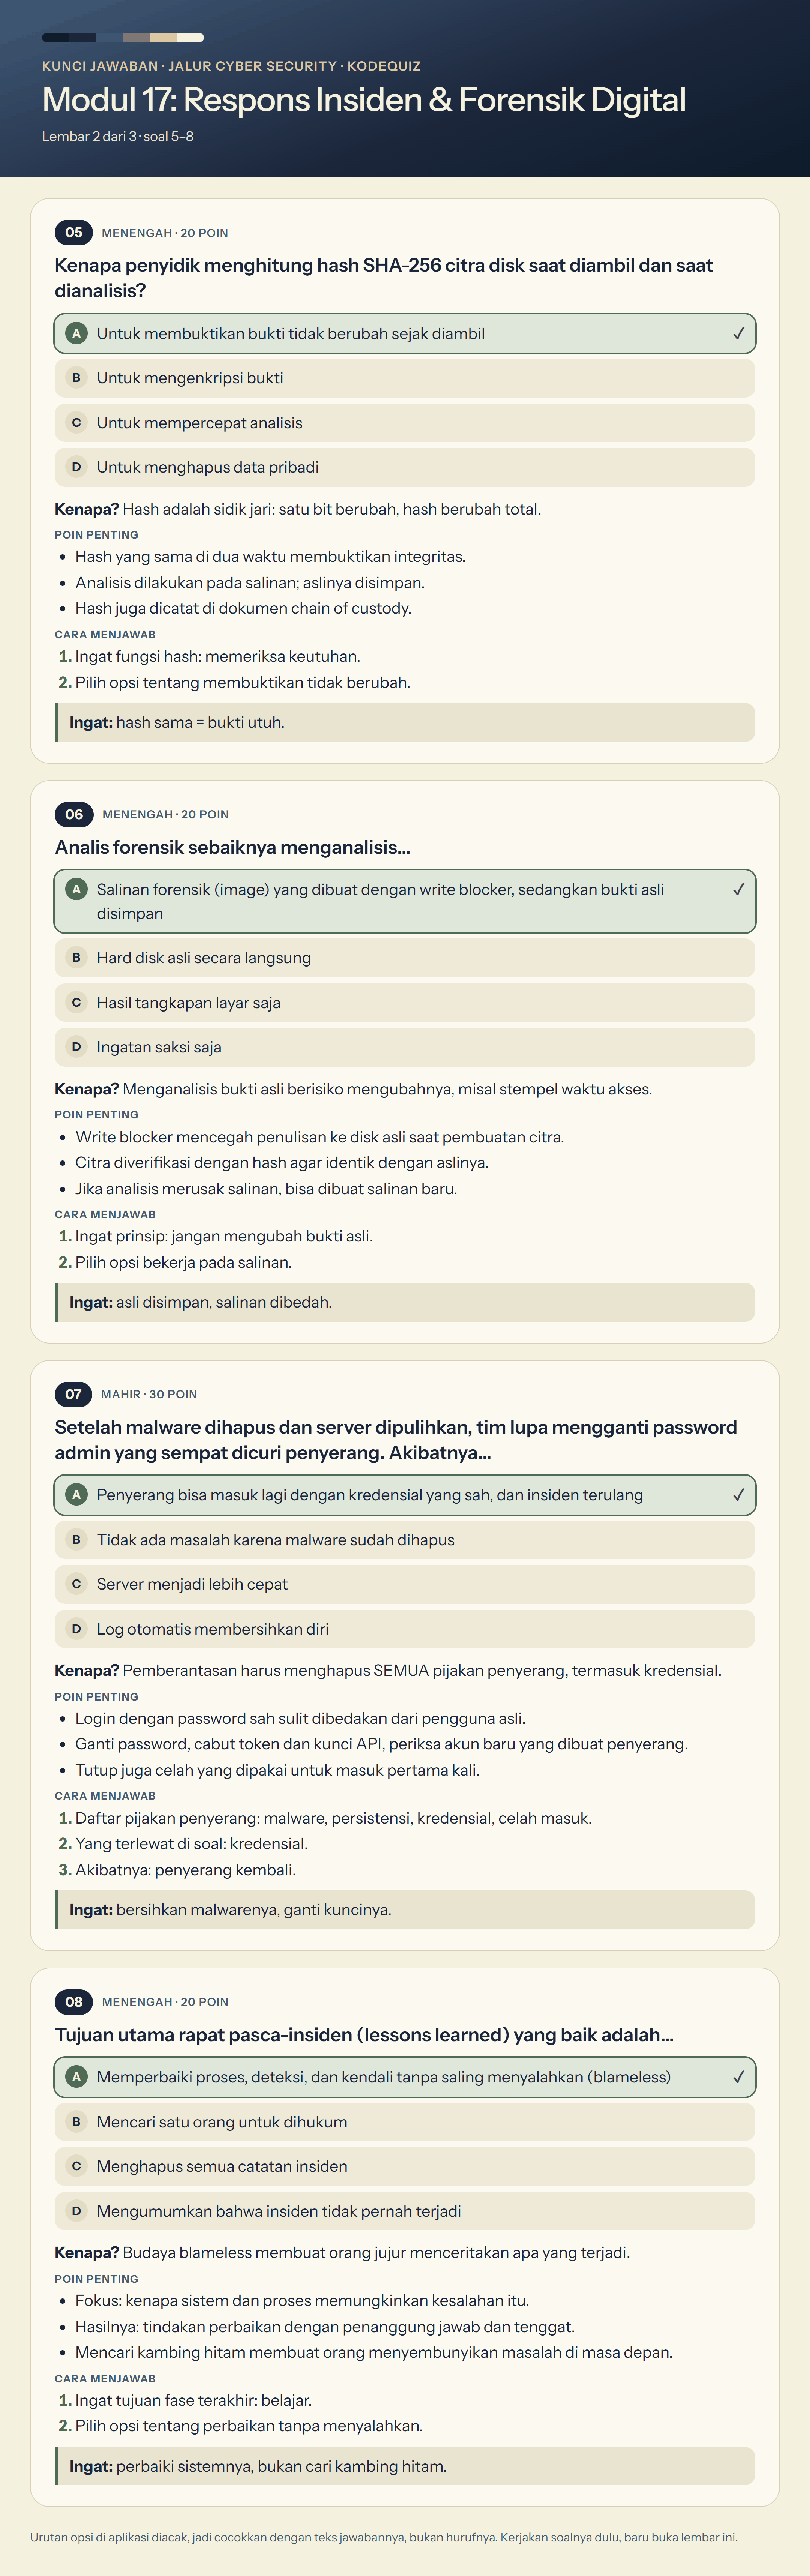 KUNCI JAWABAN · JALUR CYBER SECURITY · KODEQUIZ
Modul 17: Respons Insiden & Forensik Digital
Lembar 2 dari 3 · soal 5–8
05 MENENGAH · 20 POIN
Kenapa penyidik menghitung hash SHA-256 citra disk saat diambil dan saat
dianalisis?
A Untuk membuktikan bukti tidak berubah sejak diambil ✓
B Untuk mengenkripsi bukti
C Untuk mempercepat analisis
D Untuk menghapus data pribadi
Kenapa? Hash adalah sidik jari: satu bit berubah, hash berubah total.
POIN PENTING
• Hash yang sama di dua waktu membuktikan integritas.
• Analisis dilakukan pada salinan; aslinya disimpan.
• Hash juga dicatat di dokumen chain of custody.
CARA MENJAWAB
1. Ingat fungsi hash: memeriksa keutuhan.
2. Pilih opsi tentang membuktikan tidak berubah.
Ingat: hash sama = bukti utuh.
06 MENENGAH · 20 POIN
Analis forensik sebaiknya menganalisis...
A Salinan forensik (image) yang dibuat dengan write blocker, sedangkan bukti asli ✓
disimpan
B Hard disk asli secara langsung
C Hasil tangkapan layar saja
D Ingatan saksi saja
Kenapa? Menganalisis bukti asli berisiko mengubahnya, misal stempel waktu akses.
POIN PENTING
• Write blocker mencegah penulisan ke disk asli saat pembuatan citra.
• Citra diverifikasi dengan hash agar identik dengan aslinya.
• Jika analisis merusak salinan, bisa dibuat salinan baru.
CARA MENJAWAB
1. Ingat prinsip: jangan mengubah bukti asli.
2. Pilih opsi bekerja pada salinan.
Ingat: asli disimpan, salinan dibedah.
07 MAHIR · 30 POIN
Setelah malware dihapus dan server dipulihkan, tim lupa mengganti password
admin yang sempat dicuri penyerang. Akibatnya...
A Penyerang bisa masuk lagi dengan kredensial yang sah, dan insiden terulang ✓
B Tidak ada masalah karena malware sudah dihapus
C Server menjadi lebih cepat
D Log otomatis membersihkan diri
Kenapa? Pemberantasan harus menghapus SEMUA pijakan penyerang, termasuk kredensial.
POIN PENTING
• Login dengan password sah sulit dibedakan dari pengguna asli.
• Ganti password, cabut token dan kunci API, periksa akun baru yang dibuat penyerang.
• Tutup juga celah yang dipakai untuk masuk pertama kali.
CARA MENJAWAB
1. Daftar pijakan penyerang: malware, persistensi, kredensial, celah masuk.
2. Yang terlewat di soal: kredensial.
3. Akibatnya: penyerang kembali.
Ingat: bersihkan malwarenya, ganti kuncinya.
08 MENENGAH · 20 POIN
Tujuan utama rapat pasca-insiden (lessons learned) yang baik adalah...
A Memperbaiki proses, deteksi, dan kendali tanpa saling menyalahkan (blameless) ✓
B Mencari satu orang untuk dihukum
C Menghapus semua catatan insiden
D Mengumumkan bahwa insiden tidak pernah terjadi
Kenapa? Budaya blameless membuat orang jujur menceritakan apa yang terjadi.
POIN PENTING
• Fokus: kenapa sistem dan proses memungkinkan kesalahan itu.
• Hasilnya: tindakan perbaikan dengan penanggung jawab dan tenggat.
• Mencari kambing hitam membuat orang menyembunyikan masalah di masa depan.
CARA MENJAWAB
1. Ingat tujuan fase terakhir: belajar.
2. Pilih opsi tentang perbaikan tanpa menyalahkan.
Ingat: perbaiki sistemnya, bukan cari kambing hitam.
Urutan opsi di aplikasi diacak, jadi cocokkan dengan teks jawabannya, bukan hurufnya. Kerjakan soalnya dulu, baru buka lembar ini.